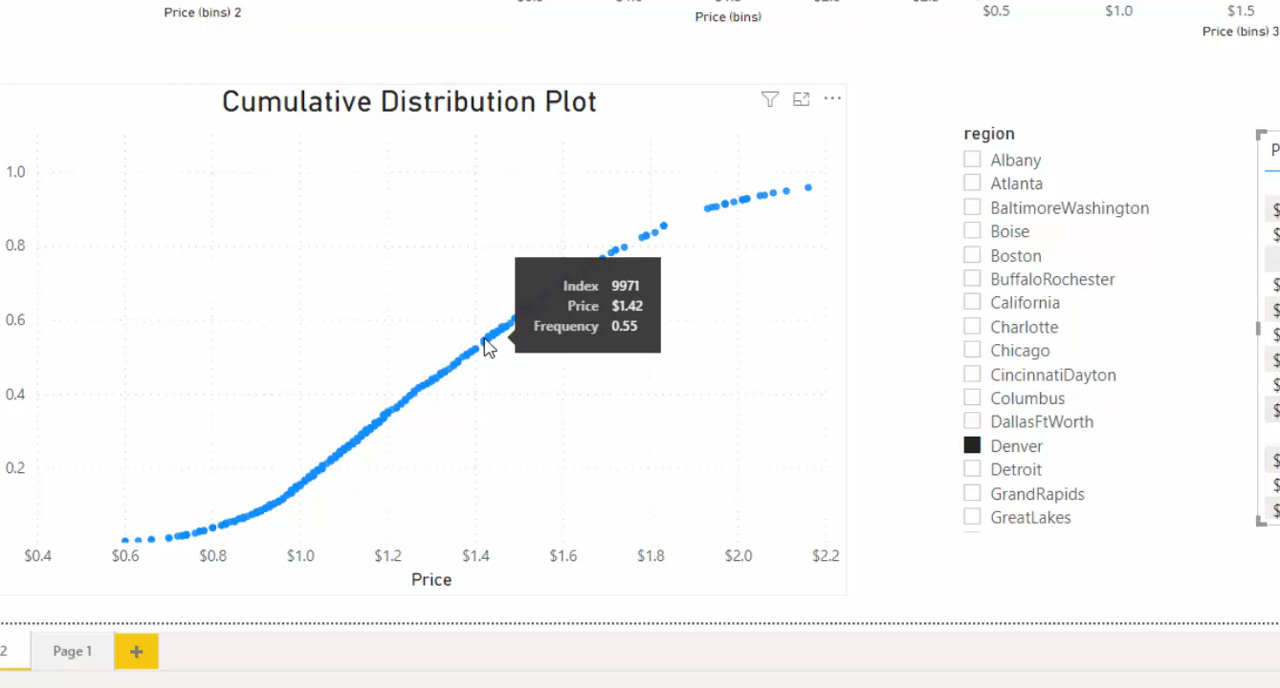 Price (bins) 2
Price (bins)
$0.5 $1.0 $1.5
Price (bins) 3
Cumulative Distribution Plot
1.0
0.8
0.6
0.4
0.2
$0.4 $0.6 $0.8 $1.0 $1.2 $1.4 $1.6 $1.8 $2.0 $2.2
Price
Index 9971
Price $1.42
Frequency 0.55
region
Albany
Atlanta
BaltimoreWashington
Boise
Boston
BuffaloRochester
California
Charlotte
Chicago
CincinnatiDayton
Columbus
DallasFtWorth
Denver
Detroit
GrandRapids
GreatLakes
P
$
$
$
$
$
$
$
$
$
$
$
2
Page 1
+